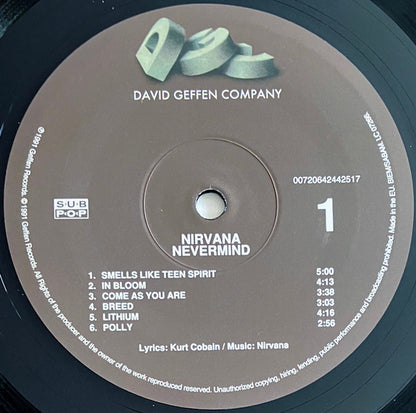 DGC
DAVID GEFFEN COMPANY
℗1991 Geffen Records. © 1991 Geffen Records. All Rights of the producer and the owner of the work reproduced reserved. Unauthorized copying, hiring, lending, public performance and broadcasting prohibited. Made in the E.U.
00720642442517
SUB
POP
1
NIRVANA
NEVERMIND
1. SMELLS LIKE TEEN SPIRIT 5:00
2. IN BLOOM 4:13
3. COME AS YOU ARE 3:38
4. BREED 3:03
5. LITHIUM 4:16
6. POLLY 2:56
Lyrics: Kurt Cobain / Music: Nirvana